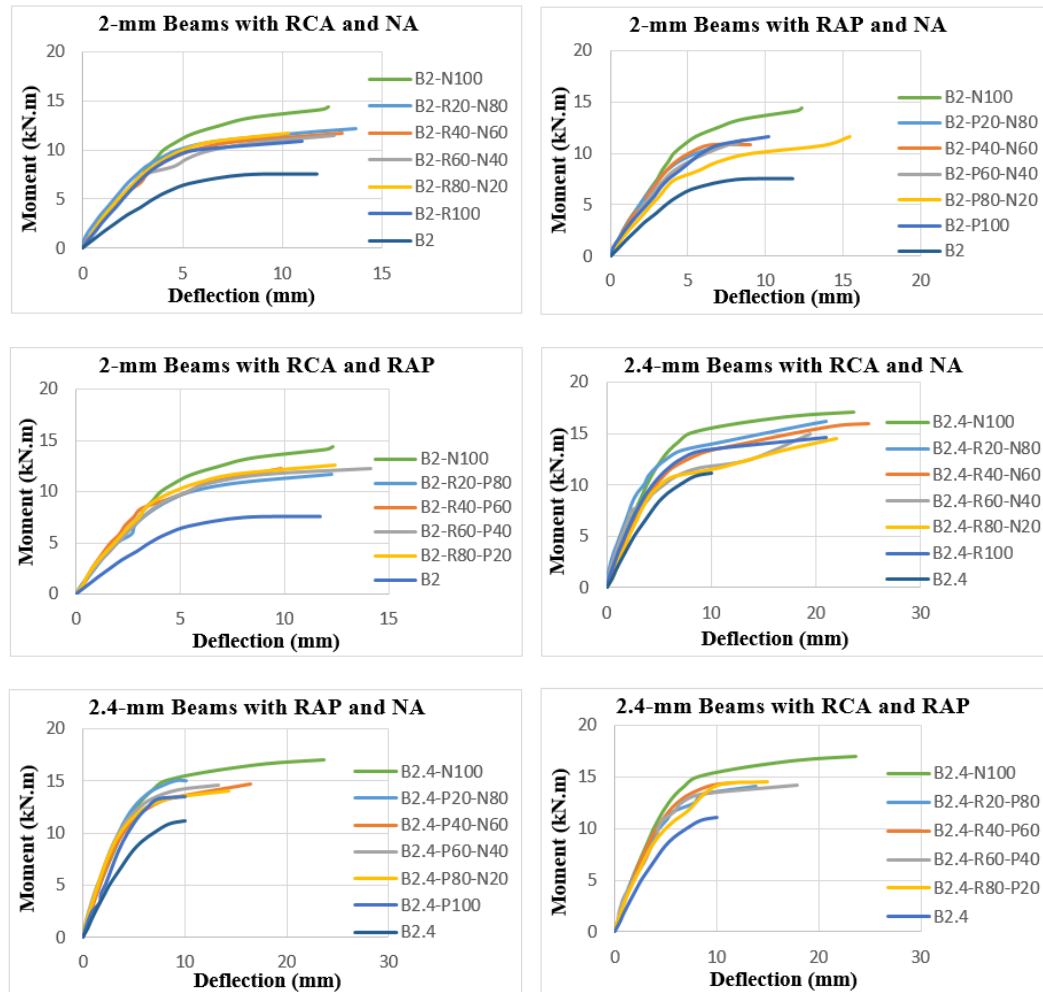 2-mm Beams with RCA and NA
20
15
10
5
0
0
5
10
15
Moment (kN.m)
Deflection (mm)
B2-N100
B2-R20-N80
B2-R40-N60
B2-R60-N40
B2-R80-N20
B2-R100
B2
2-mm Beams with RAP and NA
20
15
10
5
0
0
5
10
15
20
Moment (kN.m)
Deflection (mm)
B2-N100
B2-P20-N80
B2-P40-N60
B2-P60-N40
B2-P80-N20
B2-P100
B2
2-mm Beams with RCA and RAP
20
15
10
5
0
0
5
10
15
Moment (kN.m)
Deflection (mm)
B2-N100
B2-R20-P80
B2-R40-P60
B2-R60-P40
B2-R80-P20
B2
2.4-mm Beams with RCA and NA
20
15
10
5
0
0
10
20
30
Moment (kN.m)
Deflection (mm)
B2.4-N100
B2.4-R20-N80
B2.4-R40-N60
B2.4-R60-N40
B2.4-R80-N20
B2.4-R100
B2.4
2.4-mm Beams with RAP and NA
20
15
10
5
0
0
10
20
30
Moment (kN.m)
Deflection (mm)
B2.4-N100
B2.4-P20-N80
B2.4-P40-N60
B2.4-P60-N40
B2.4-P80-N20
B2.4-P100
B2.4
2.4-mm Beams with RCA and RAP
20
15
10
5
0
0
10
20
30
Moment (kN.m)
Deflection (mm)
B2.4-N100
B2.4-R20-P80
B2.4-R40-P60
B2.4-R60-P40
B2.4-R80-P20
B2.4